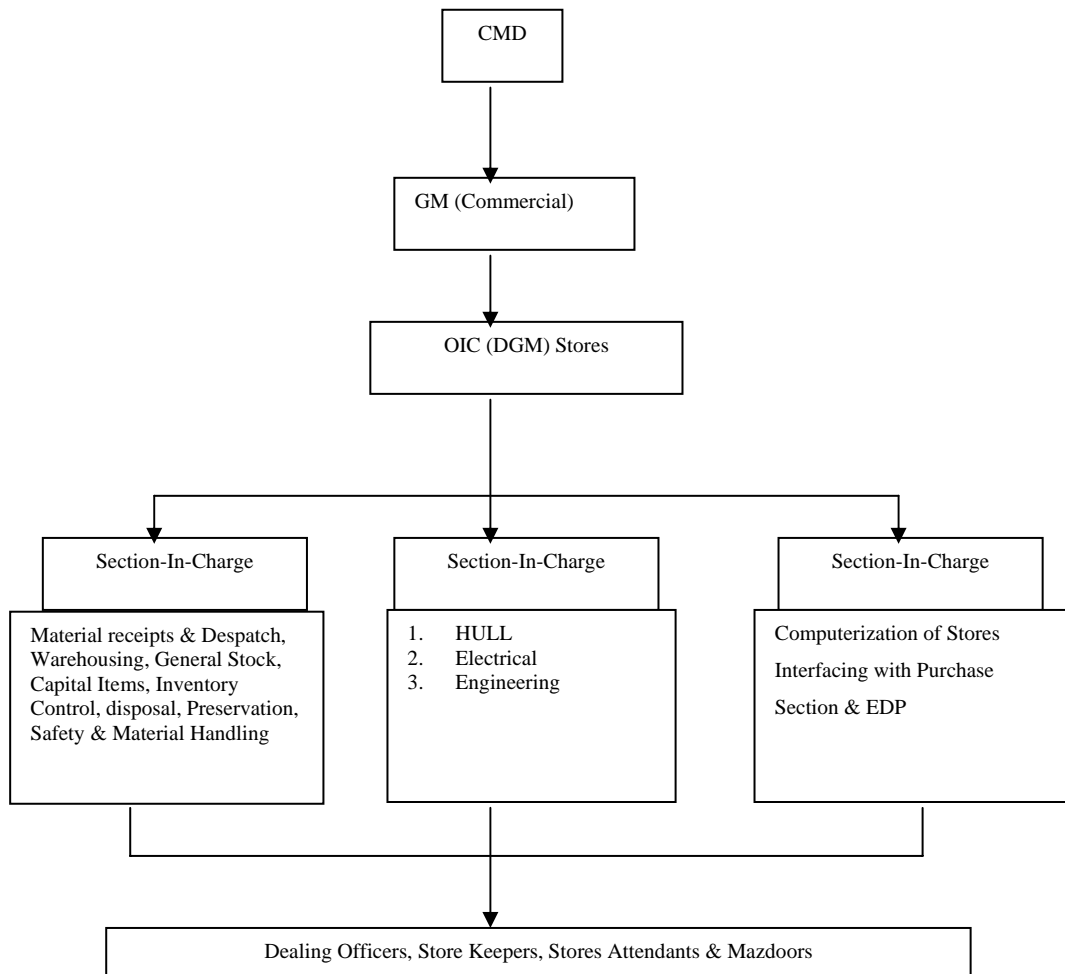 CMD
GM (Commercial)
OIC (DGM) Stores
Section-In-Charge
Material receipts & Despatch,
Warehousing, General Stock,
Capital Items, Inventory
Control, disposal, Preservation,
Safety & Material Handling
Section-In-Charge
1. HULL
2. Electrical
3. Engineering
Section-In-Charge
Computerization of Stores
Interfacing with Purchase
Section & EDP
Dealing Officers, Store Keepers, Stores Attendants & Mazdoors